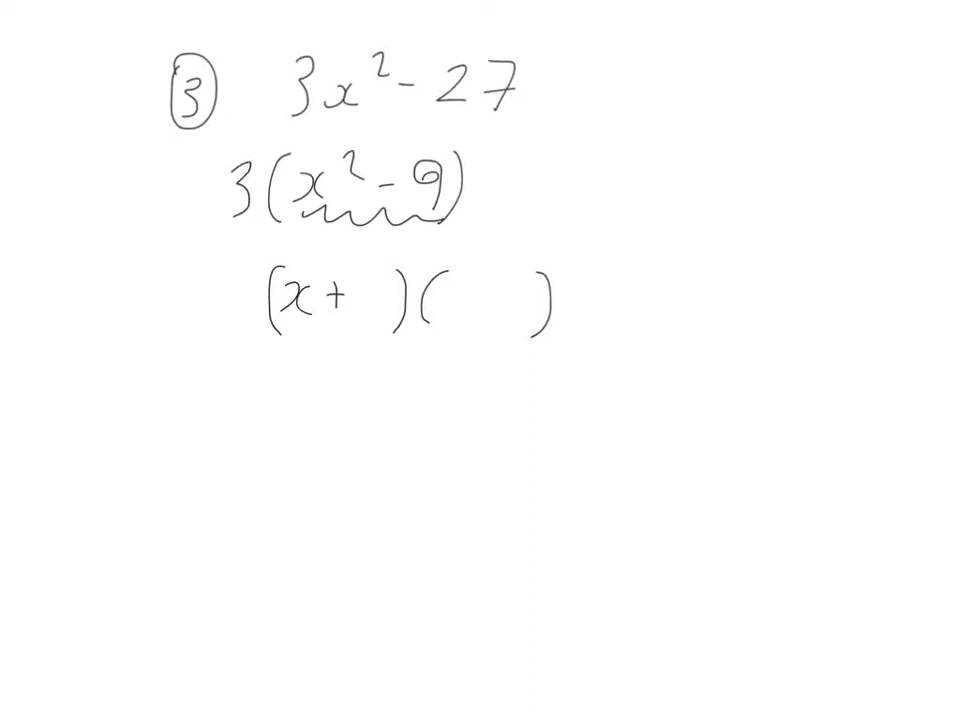 ③ 3x² - 27
3(x² - 9)
(x +  )(   )